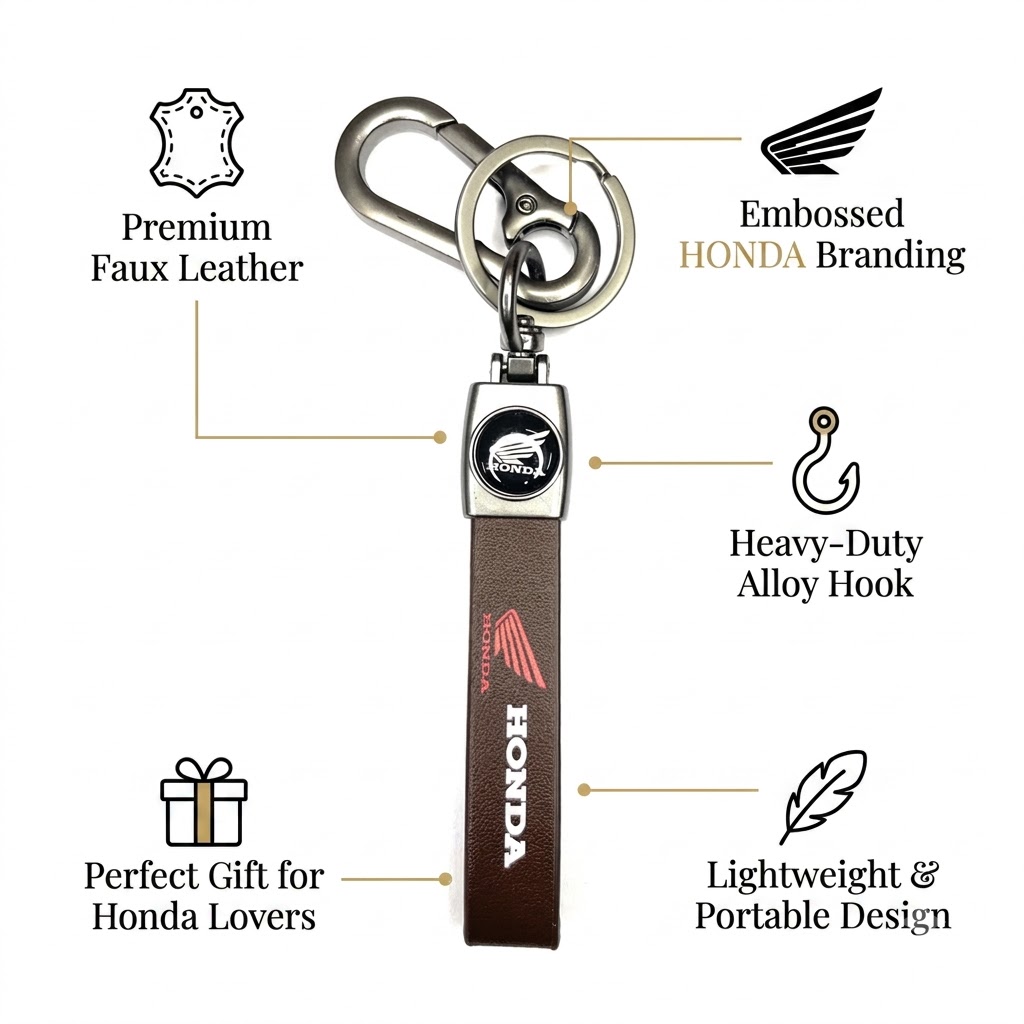 Premium
Faux Leather
Embossed
HONDA Branding
HONDA
Heavy-Duty
Alloy Hook
HONDA
HONDA
Perfect Gift for
Honda Lovers
Lightweight &
Portable Design